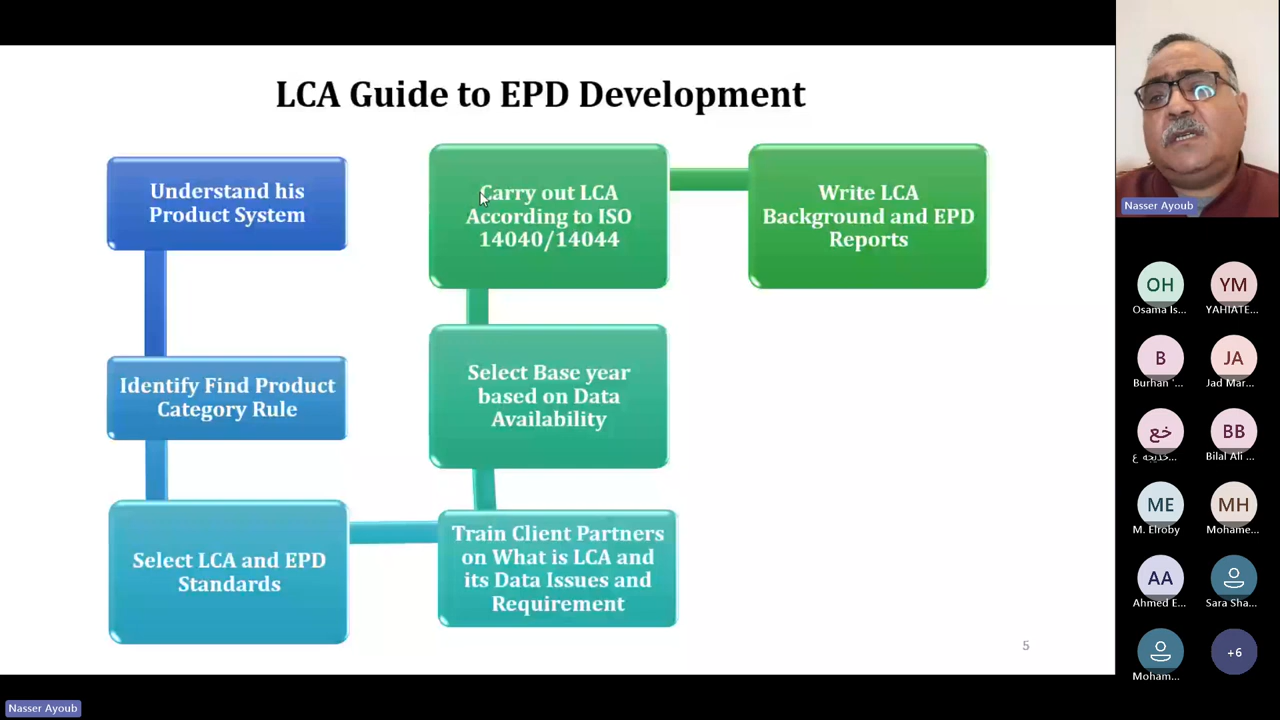 LCA Guide to EPD Development
Understand his
Product System
Identify Find Product
Category Rule
Select LCA and EPD
Standards
Train Client Partners
on What is LCA and
its Data Issues and
Requirement
Select Base year
based on Data
Availability
Carry out LCA
According to ISO
14040/14044
Write LCA
Background and EPD
Reports
5
Nasser Ayoub
OH
YM
Osama Is...
YAHIATE...
B
JA
Burhan '...
Jad Mar...
خع
BB
خديجه ع...
Bilal Ali ...
ME
MH
M. Elroby
Mohame...
AA
Ahmed E...
Sara Sha...
+6
Moham...
Nasser Ayoub